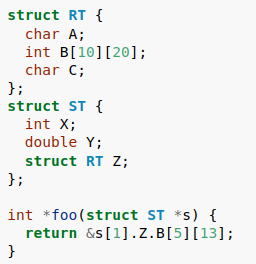 struct RT {
  char A;
  int B[10][20];
  char C;
};
struct ST {
  int X;
  double Y;
  struct RT Z;
};

int *foo(struct ST *s) {
  return &s[1].Z.B[5][13];
}